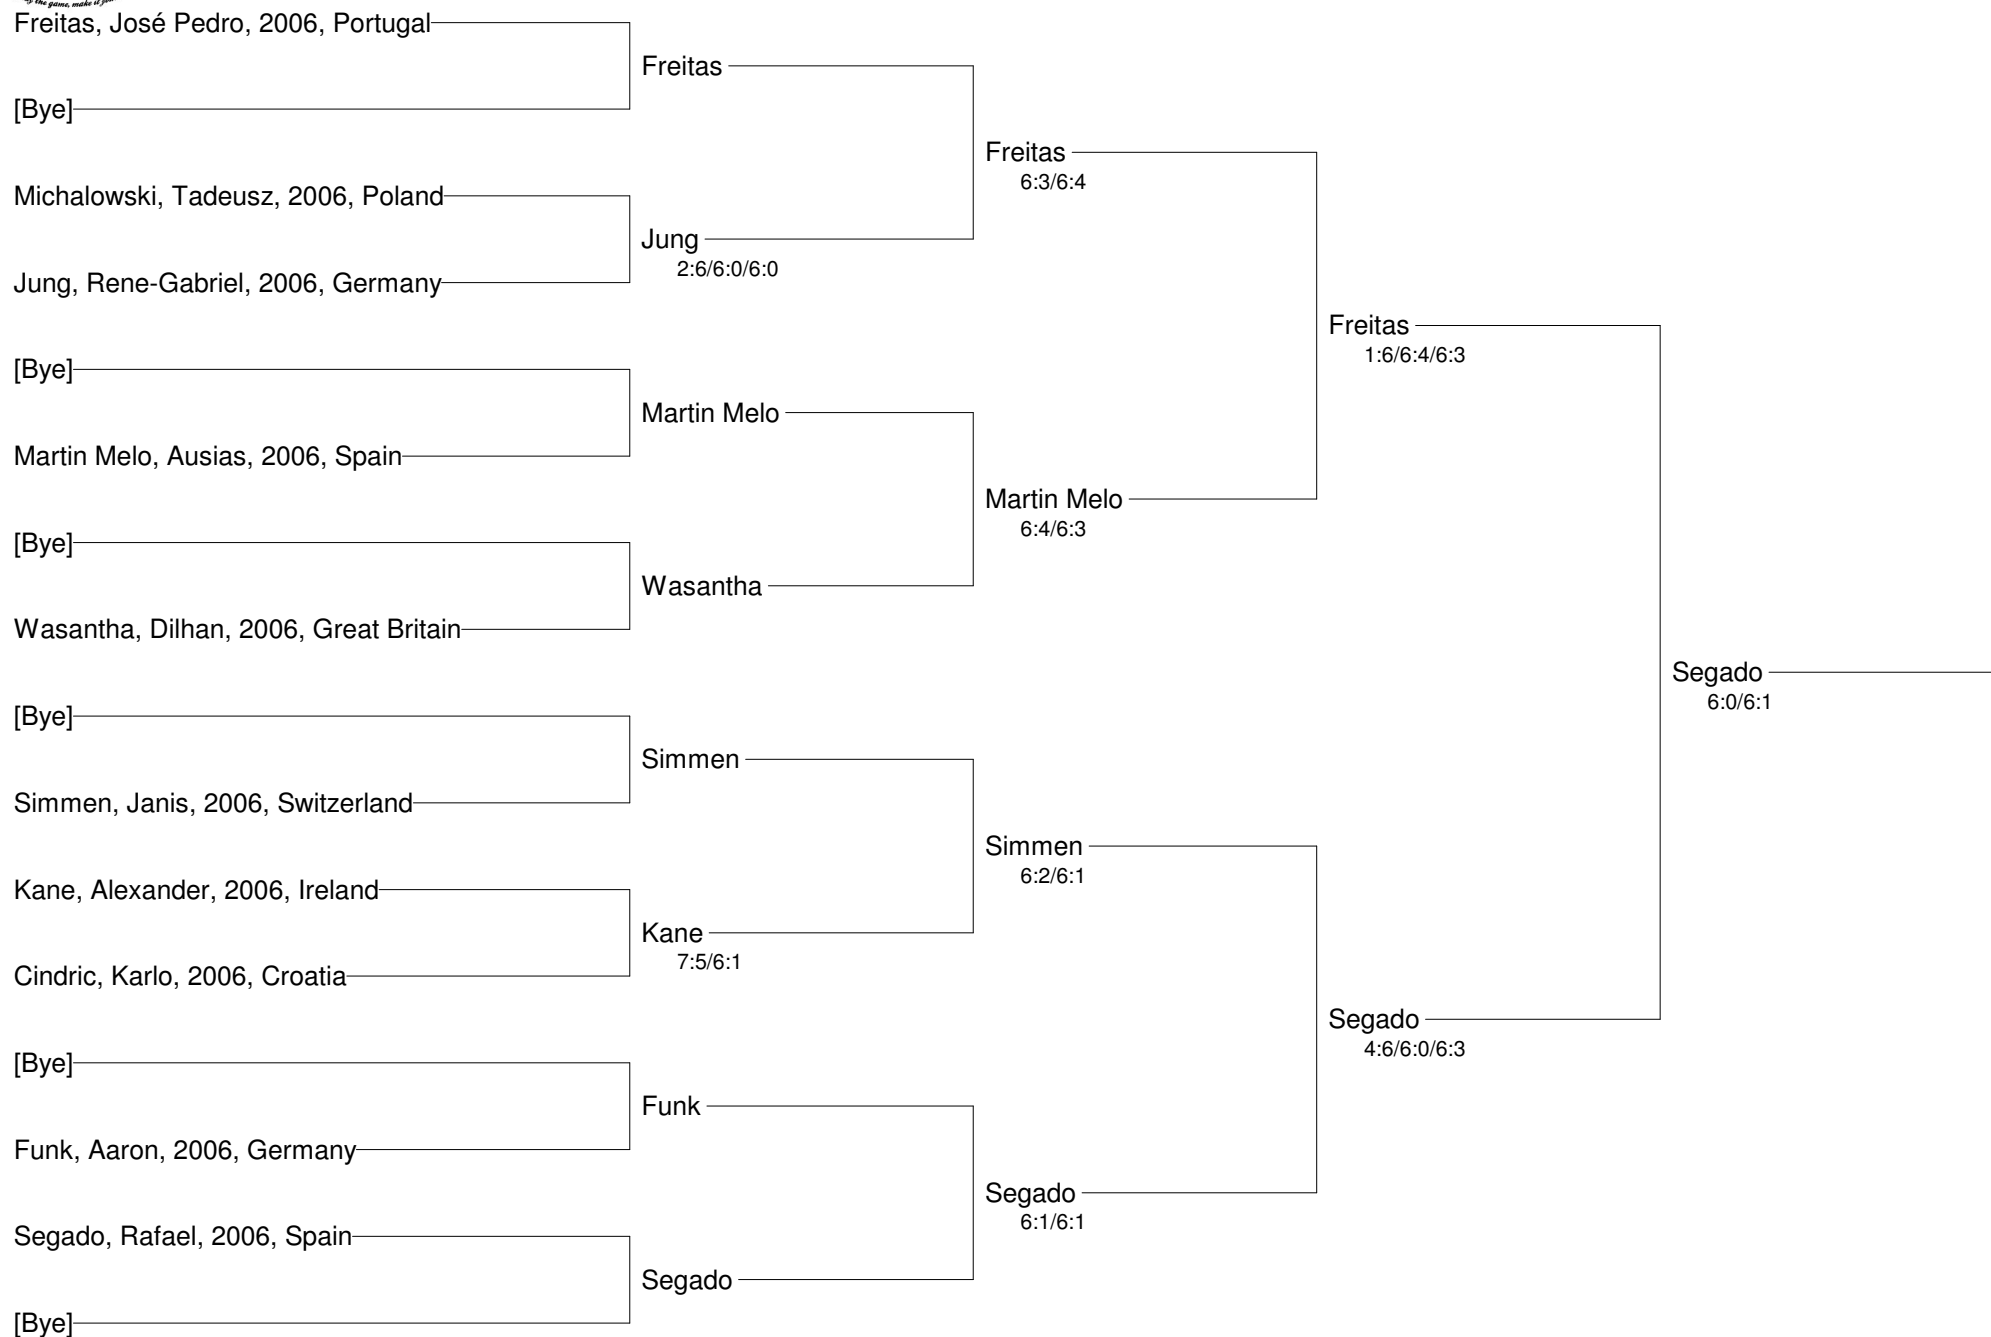 the game, make it
Freitas, José Pedro, 2006, Portugal
Freitas
[Bye]
Freitas
6:3/6:4
Michalowski, Tadeusz, 2006, Poland
Jung
2:6/6:0/6:0
Jung, Rene-Gabriel, 2006, Germany
Freitas
1:6/6:4/6:3
[Bye]
Martin Melo
Martin Melo, Ausias, 2006, Spain
Martin Melo
6:4/6:3
[Bye]
Wasantha
Wasantha, Dilhan, 2006, Great Britain
Segado
6:0/6:1
[Bye]
Simmen
Simmen, Janis, 2006, Switzerland
Simmen
6:2/6:1
Kane, Alexander, 2006, Ireland
Kane
7:5/6:1
Cindric, Karlo, 2006, Croatia
Segado
4:6/6:0/6:3
[Bye]
Funk
Funk, Aaron, 2006, Germany
Segado
6:1/6:1
Segado, Rafael, 2006, Spain
Segado
[Bye]